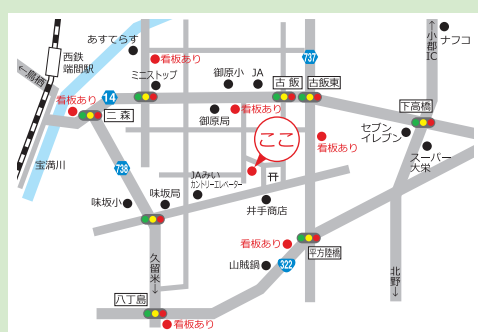 あすてらす
看板あり
737
↑小郡IC
ナフコ
西鉄
端間駅
←鳥栖
ミニストップ
御原小
JA
古飯
古飯東
看板あり
14
看板あり
下高橋
二森
御原局
ここ
看板あり
セブン
イレブン
宝満川
スーパー
大栄
738
JAみい
カントリーエレベーター
味坂小
味坂局
井手商店
看板あり
平方陸橋
久留米→
山賊鍋
322
北野→
八丁島
看板あり